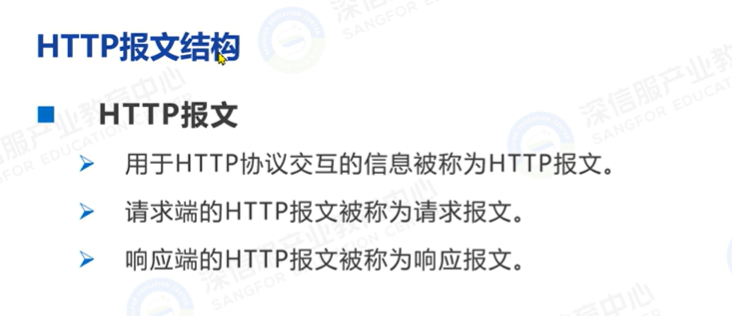 HTTP报文结构
HTTP报文
用于HTTP协议交互的信息被称为HTTP报文。
请求端的HTTP报文被称为请求报文。
响应端的HTTP报文被称为响应报文。
深信服产业教育中心
SANGFOR EDUCATION CENTER